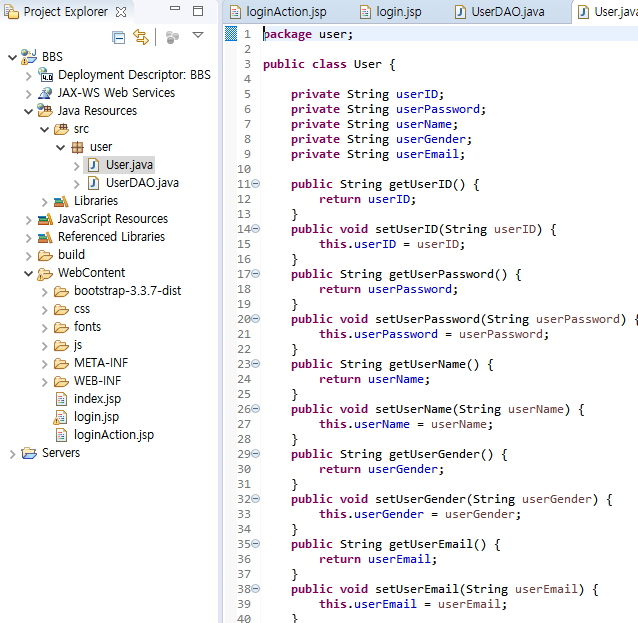 Project Explorer
BBS
Deployment Descriptor: BBS
JAX-WS Web Services
Java Resources
src
user
User.java
UserDAO.java
Libraries
JavaScript Resources
Referenced Libraries
build
WebContent
bootstrap-3.3.7-dist
css
fonts
js
META-INF
WEB-INF
index.jsp
login.jsp
loginAction.jsp
Servers
loginAction.jsp login.jsp UserDAO.java User.java
1 package user;
2
3 public class User {
4
5 private String userID;
6 private String userPassword;
7 private String userName;
8 private String userGender;
9 private String userEmail;
10
11 public String getUserID() {
12 return userID;
13 }
14 public void setUserID(String userID) {
15 this.userID = userID;
16 }
17 public String getUserPassword() {
18 return userPassword;
19 }
20 public void setUserPassword(String userPassword) {
21 this.userPassword = userPassword;
22 }
23 public String getUserName() {
24 return userName;
25 }
26 public void setUserName(String userName) {
27 this.userName = userName;
28 }
29 public String getUserGender() {
30 return userGender;
31 }
32 public void setUserGender(String userGender) {
33 this.userGender = userGender;
34 }
35 public String getUserEmail() {
36 return userEmail;
37 }
38 public void setUserEmail(String userEmail) {
39 this.userEmail = userEmail;
40 }